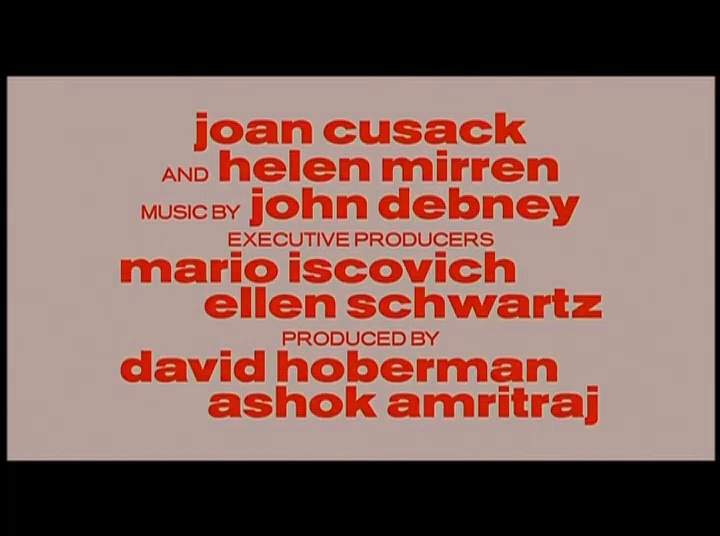 joan cusack
AND helen mirren
MUSIC BY john debney
EXECUTIVE PRODUCERS
mario iscovich
ellen schwartz
PRODUCED BY
david hoberman
ashok amritraj